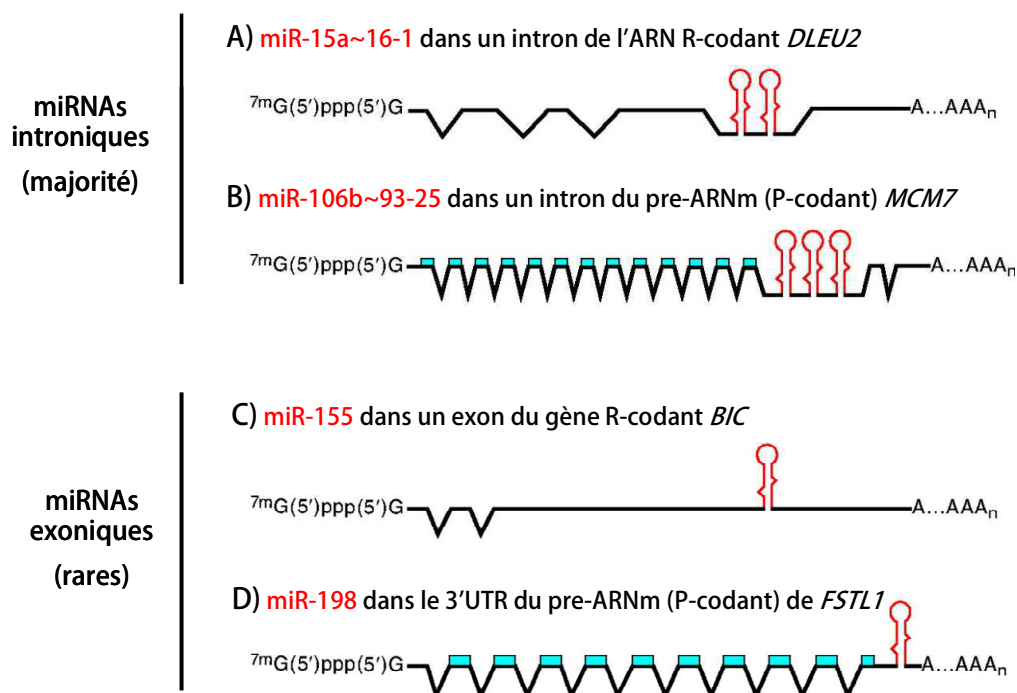 A) miR-15a~16-1 dans un intron de l’ARN R-codant DLEU2
7mG(5’)ppp(5’)G
A…AAAn
miRNAs
introniques
(majorité)
B) miR-106b~93-25 dans un intron du pre-ARNm (P-codant) MCM7
7mG(5’)ppp(5’)G
A…AAAn
C) miR-155 dans un exon du gène R-codant BIC
7mG(5’)ppp(5’)G
A…AAAn
miRNAs
exoniques
(rares)
D) miR-198 dans le 3’UTR du pre-ARNm (P-codant) de FSTL1
7mG(5’)ppp(5’)G
A…AAAn